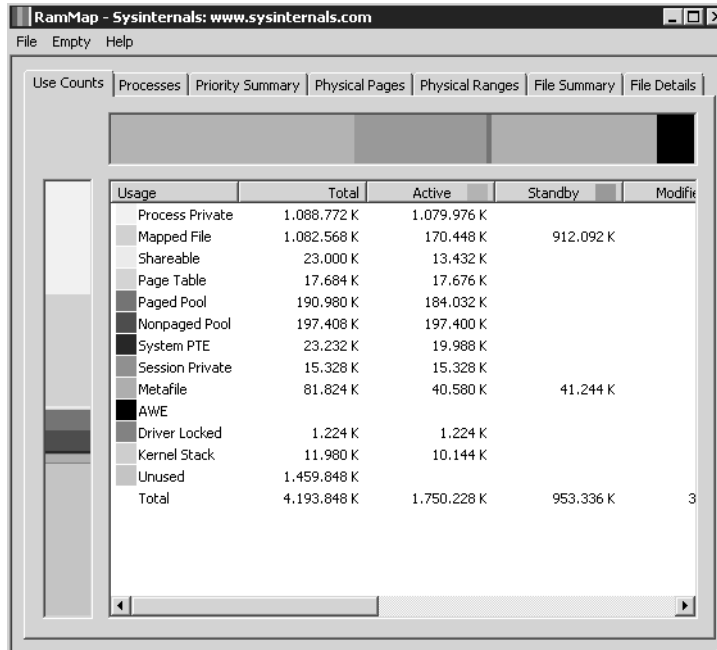 RamMap - Sysinternals: www.sysinternals.com
File Empty Help
Use Counts Processes Priority Summary Physical Pages Physical Ranges File Summary File Details
Usage Total Active Standby Modifie
Process Private 1.088.772 K 1.079.976 K
Mapped File 1.082.568 K 170.448 K 912.092 K
Shareable 23.000 K 13.432 K
Page Table 17.684 K 17.676 K
Paged Pool 190.980 K 184.032 K
Nonpaged Pool 197.408 K 197.400 K
System PTE 23.232 K 19.988 K
Session Private 15.328 K 15.328 K
Metafile 81.824 K 40.580 K 41.244 K
AWE
Driver Locked 1.224 K 1.224 K
Kernel Stack 11.980 K 10.144 K
Unused 1.459.848 K
Total 4.193.848 K 1.750.228 K 953.336 K 3